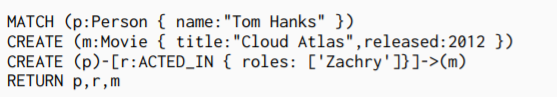 MATCH (p:Person { name:"Tom Hanks" })
CREATE (m:Movie { title:"Cloud Atlas",released:2012 })
CREATE (p)-[r:ACTED_IN { roles: ['Zachry']}]->(m)
RETURN p,r,m